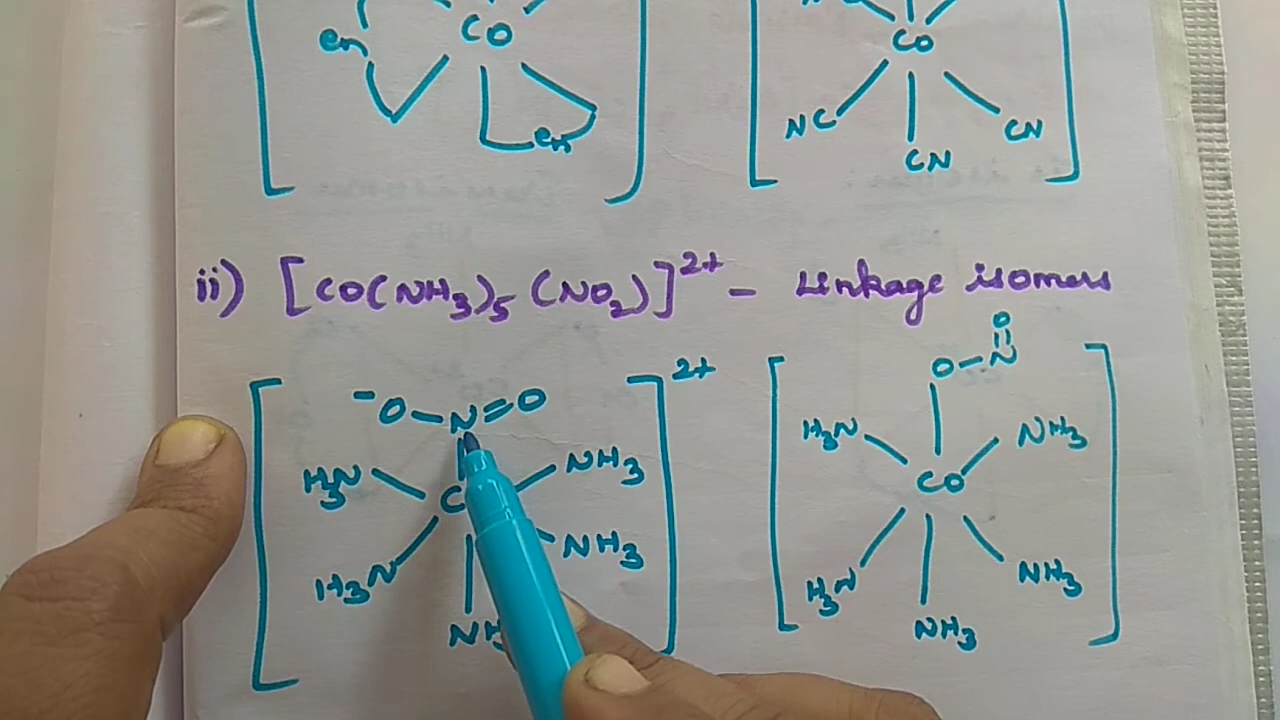 en CO
Co
NC CN
en CN
ii) [CO(NH3)5 (NO2)]2+ – Linkage isomers
O
2+ O–N
-O–N=O
H3N NH3
H3N NH3
C Co
NH3
H3N H3N NH3
NH NH3